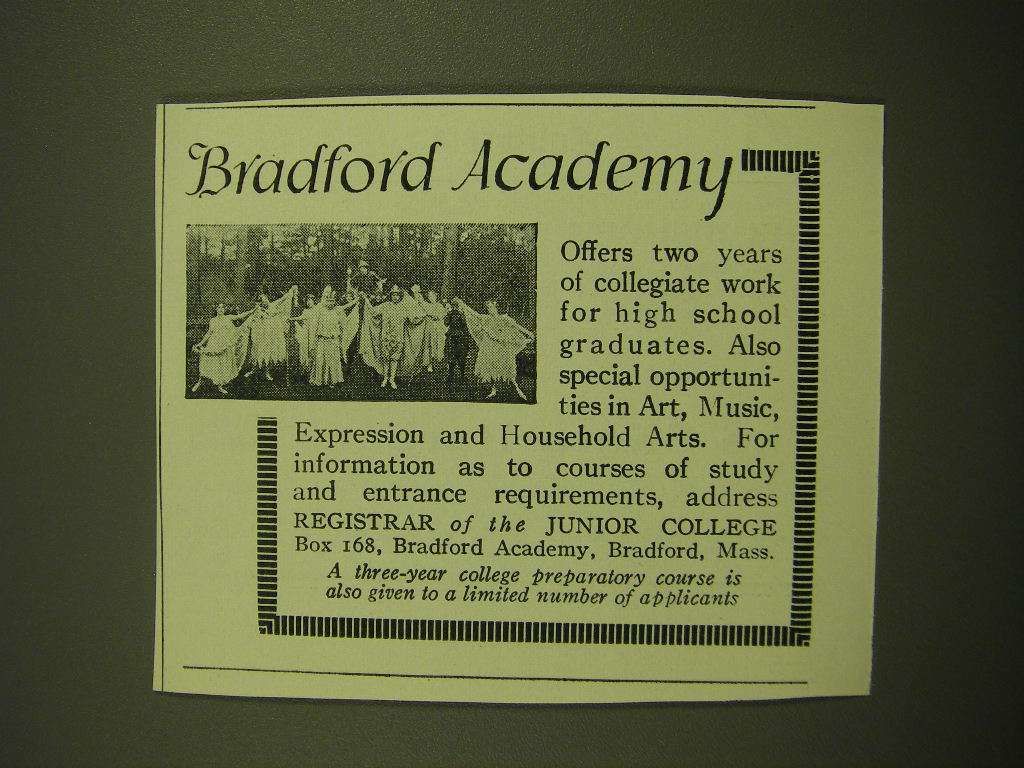 Bradford Academy
Offers two years
of collegiate work
for high school
graduates. Also
special opportuni-
ties in Art, Music,
Expression and Household Arts. For
information as to courses of study
and entrance requirements, address
REGISTRAR of the JUNIOR COLLEGE
Box 168, Bradford Academy, Bradford, Mass.
A three-year college preparatory course is
also given to a limited number of applicants